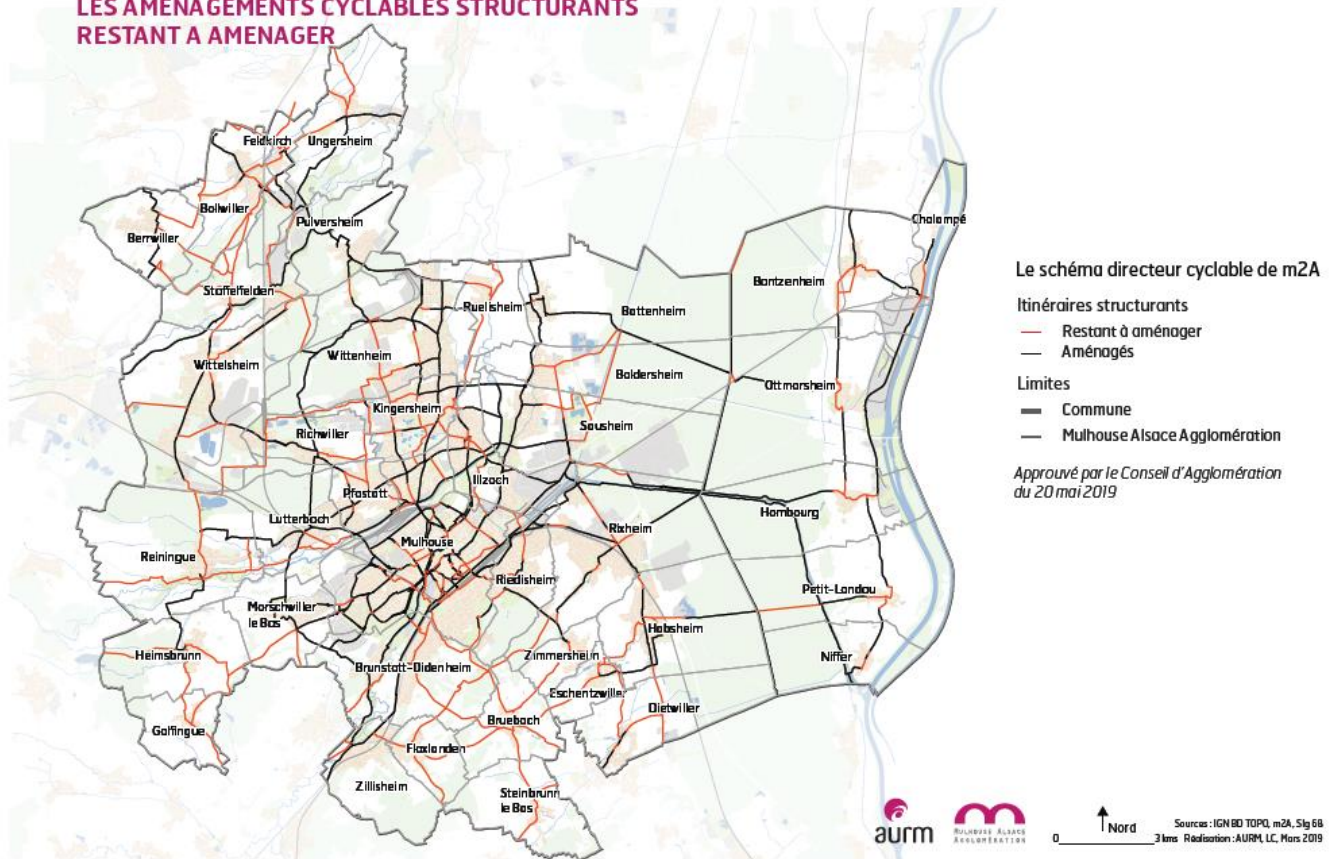 LES AMENAGEMENTS CYCLABLES STRUCTURANTS
RESTANT A AMENAGER
Feldkirch
Ungersheim
Bollwiller
Pulversheim
Berrwiller
Staffelfelden
Ruelisheim
Battenheim
Bantzenheim
Chalampé
Wittelsheim
Wittenheim
Baldersheim
Ottmarsheim
Kingersheim
Sausheim
Richwiller
Illzach
Pfastatt
Lutterbach
Hombourg
Mulhouse
Rixheim
Reiningue
Riedisheim
Petit-Landau
Morschwiller
le Bas
Habsheim
Heimsbrunn
Zimmersheim
Niffer
Brunstatt-Didenheim
Eschentzwiller
Dietwiller
Bruebach
Galfingue
Flaxlanden
Zillisheim
Steinbrunn
le Bas
Le schéma directeur cyclable de m2A
Itinéraires structurants
Restant à aménager
Aménagés
Limites
Commune
Mulhouse Alsace Agglomération
Approuvé par le Conseil d'Agglomération
du 20 mai 2019
aurm
MULHOUSE ALSACE
AGGLOMÉRATION
0 3 kms
Nord
Sources : IGN BD TOPO, m2A, Sig 68
Réalisation : AURM, LC, Mars 2019